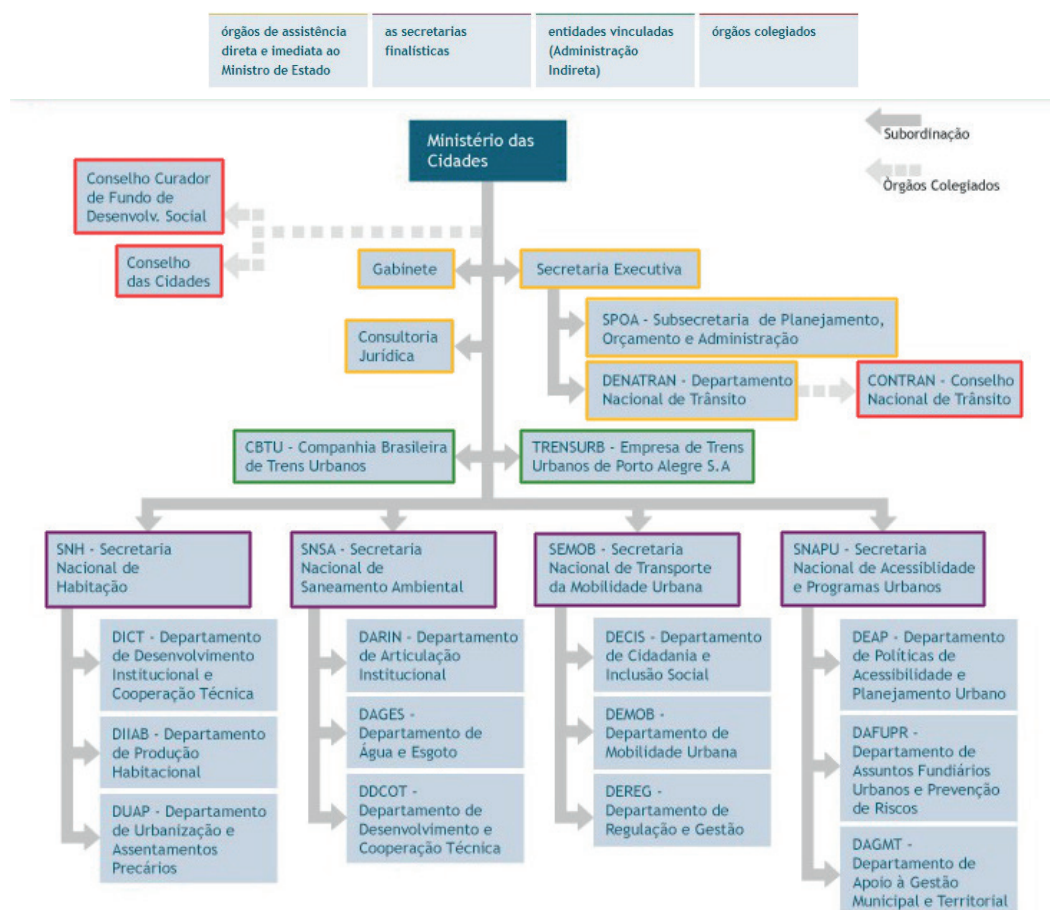 órgãos de assistência
direta e imediata ao
Ministro de Estado
as secretarias
finalísticas
entidades vinculadas
(Administração
Indireta)
órgãos colegiados
Subordinação
Òrgãos Colegiados
Ministério das
Cidades
Conselho Curador
de Fundo de
Desenvolv. Social
Conselho
das Cidades
Gabinete
Secretaria Executiva
Consultoria
Jurídica
SPOA - Subsecretaria de Planejamento,
Orçamento e Administração
DENATRAN - Departamento
Nacional de Trânsito
CONTRAN - Conselho
Nacional de Trânsito
CBTU - Companhia Brasileira
de Trens Urbanos
TRENSURB - Empresa de Trens
Urbanos de Porto Alegre S.A
SNH - Secretaria
Nacional de
Habitação
SNSA - Secretaria
Nacional de
Saneamento Ambiental
SEMOB - Secretaria
Nacional de Transporte
da Mobilidade Urbana
SNAPU - Secretaria
Nacional de Acessiblidade
e Programas Urbanos
DICT - Departamento
de Desenvolvimento
Institucional e
Cooperação Técnica
DIIAB - Departamento
de Produção
Habitacional
DUAP - Departamento
de Urbanização e
Assentamentos
Precários
DARIN - Departamento
de Articulação
Institucional
DAGES -
Departamento de
Água e Esgoto
DDCOT -
Departamento de
Desenvolvimento e
Cooperação Técnica
DECIS - Departamento
de Cidadania e
Inclusão Social
DEMOB -
Departamento de
Mobilidade Urbana
DEREG -
Departamento de
Regulação e Gestão
DEAP - Departamento
de Políticas de
Acessibilidade e
Planejamento Urbano
DAFUPR -
Departamento de
Assuntos Fundiários
Urbanos e Prevenção
de Riscos
DAGMT -
Departamento de
Apoio à Gestão
Municipal e Territorial